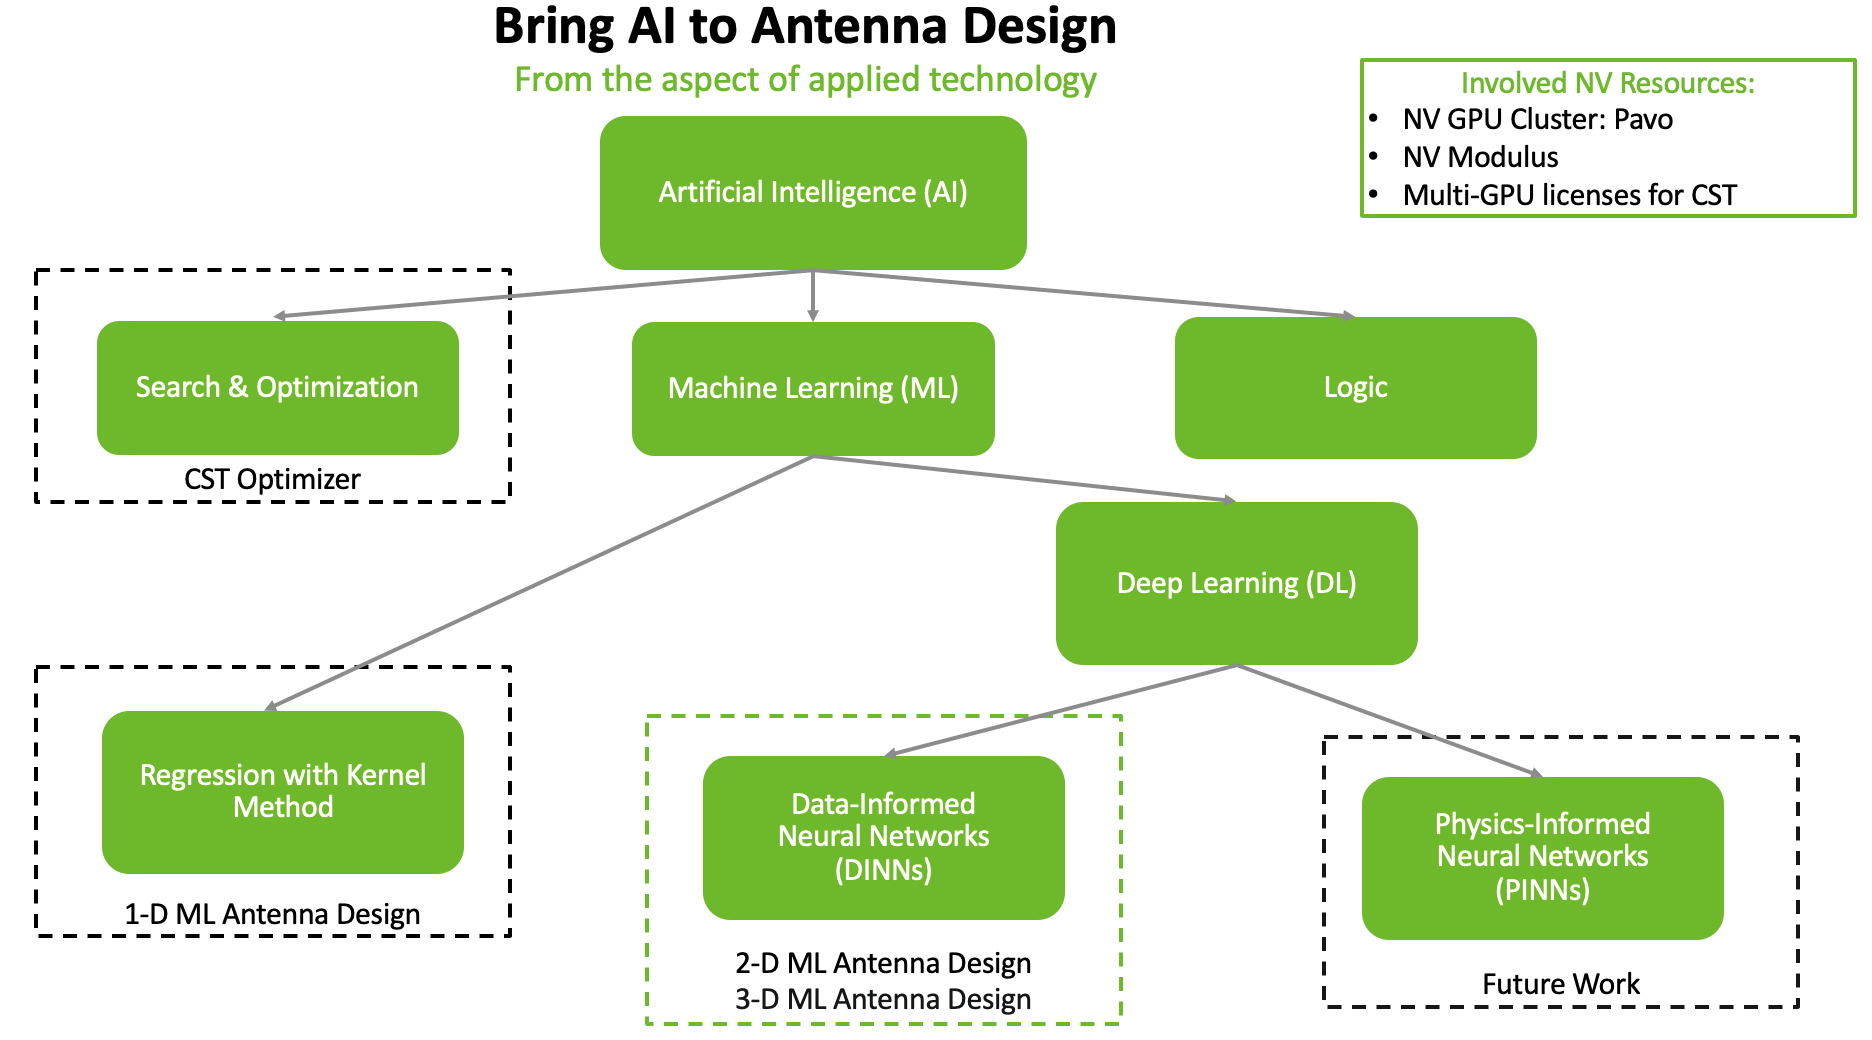 Bring AI to Antenna Design
From the aspect of applied technology
Involved NV Resources:
• NV GPU Cluster: Pavo
• NV Modulus
• Multi-GPU licenses for CST
Artificial Intelligence (AI)
Search & Optimization
CST Optimizer
Machine Learning (ML)
Logic
Deep Learning (DL)
Regression with Kernel
Method
1-D ML Antenna Design
Data-Informed
Neural Networks
(DINNs)
2-D ML Antenna Design
3-D ML Antenna Design
Physics-Informed
Neural Networks
(PINNs)
Future Work